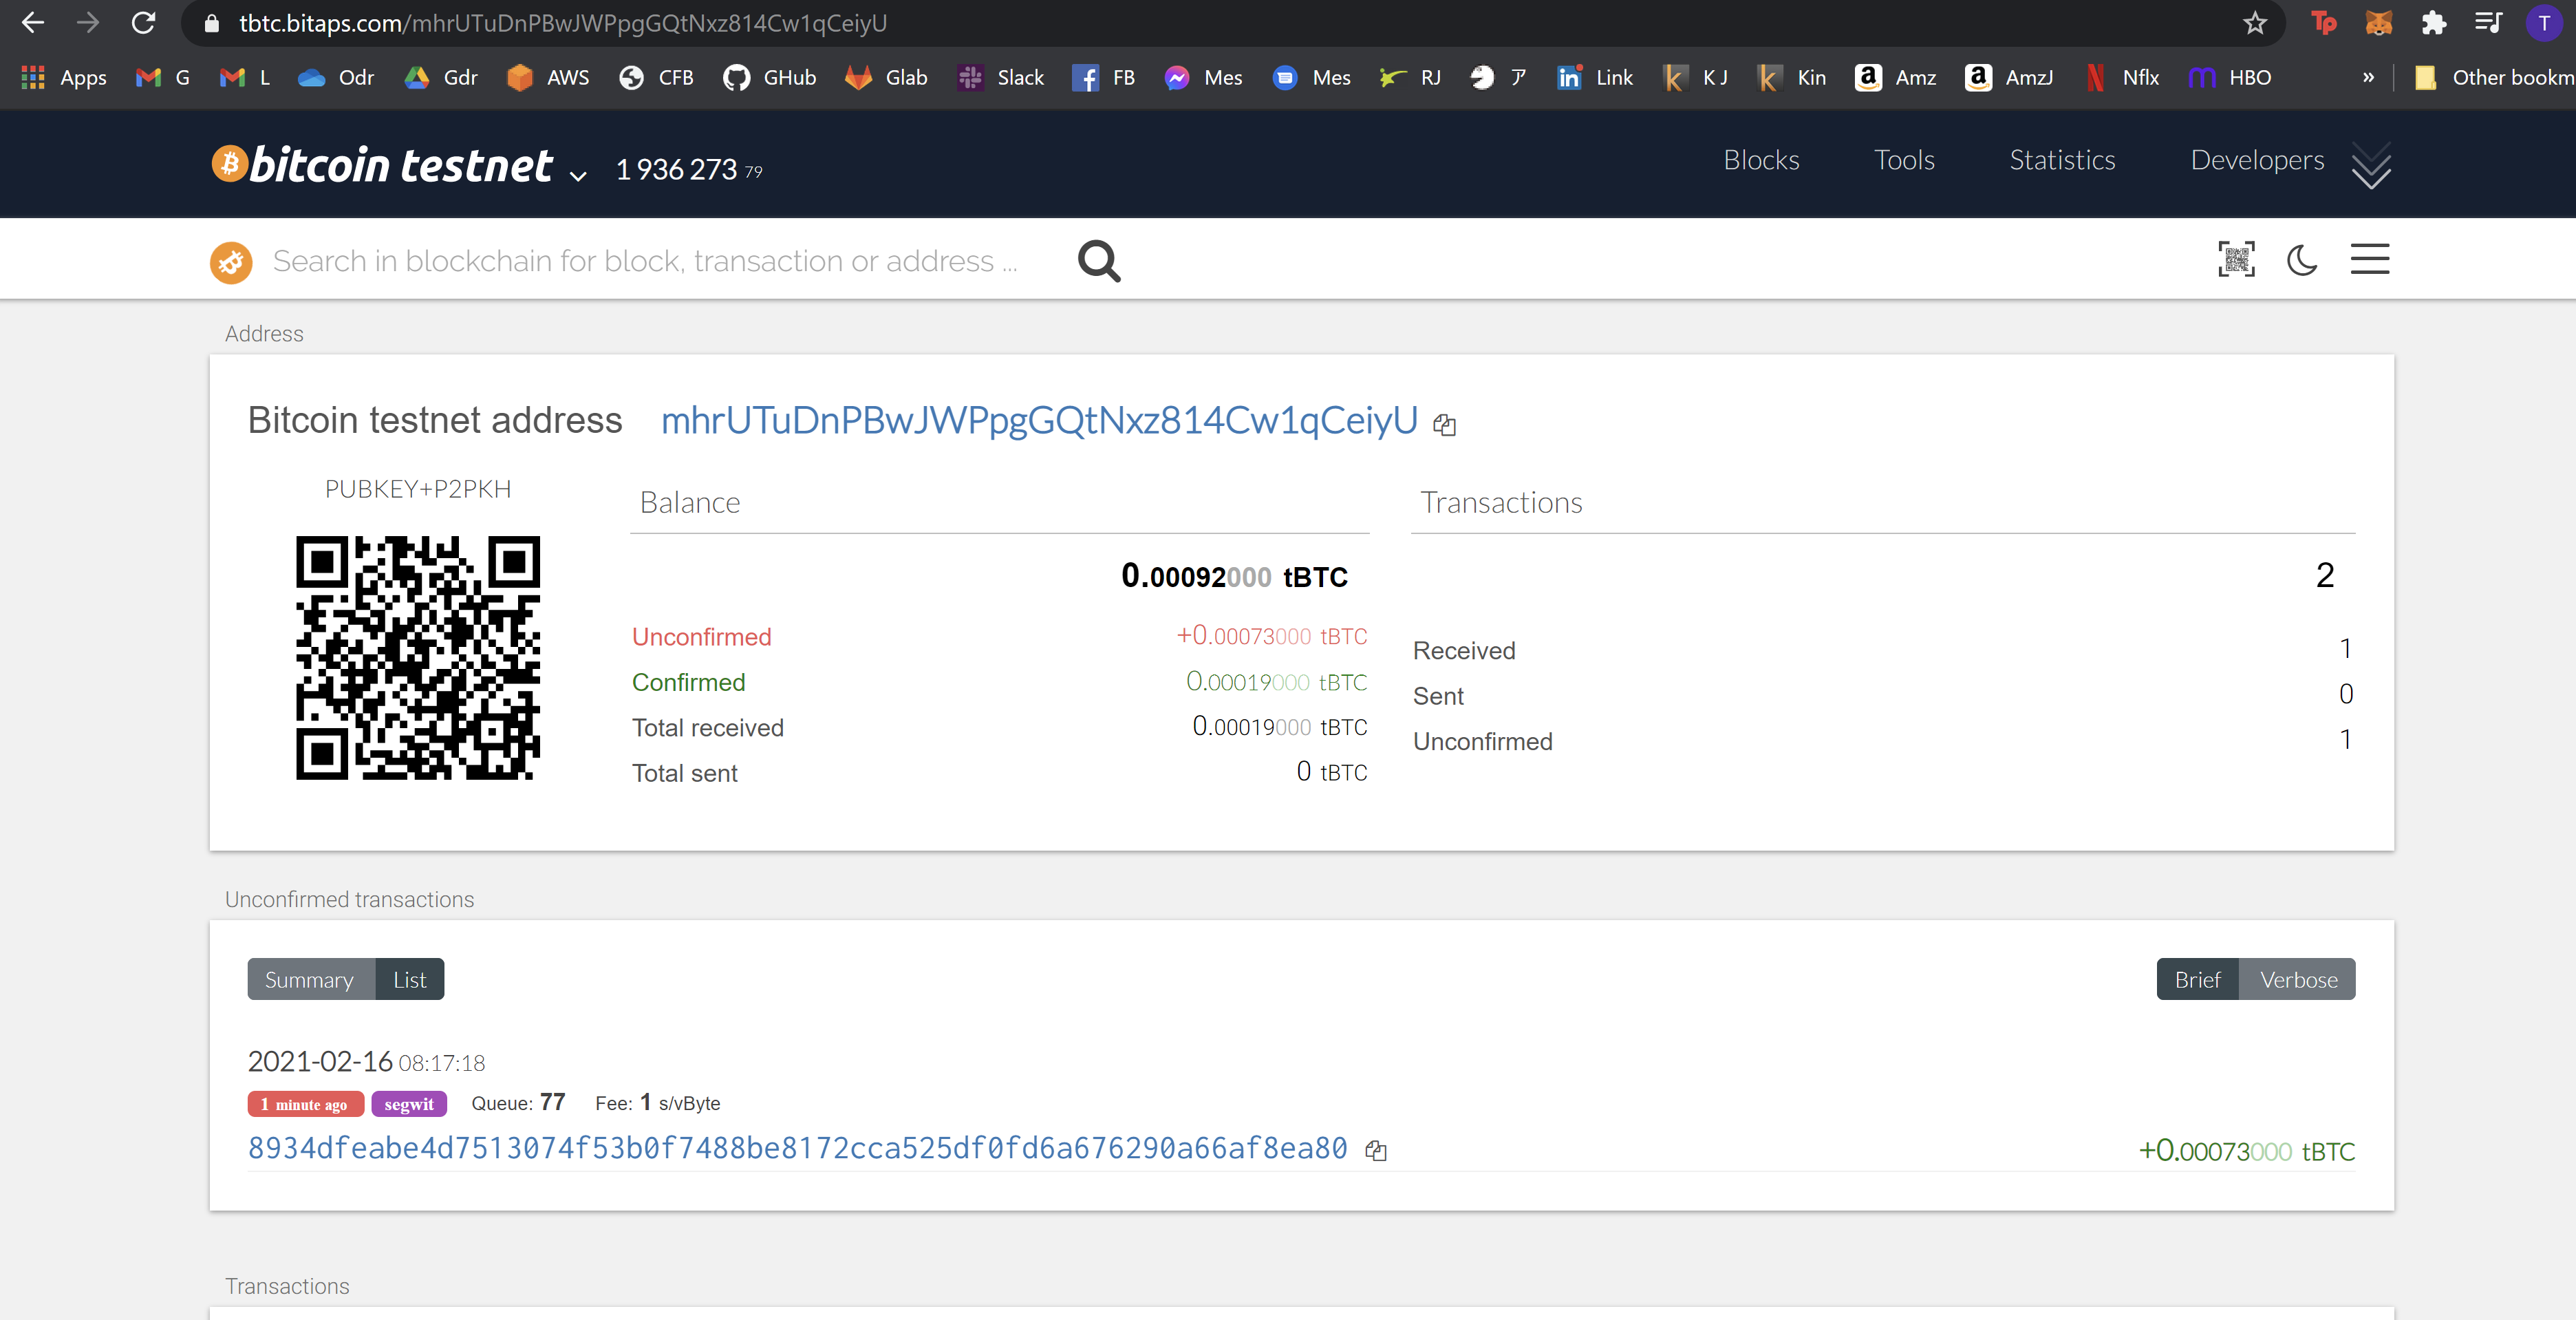 tbtc.bitaps.com/mhrUTuDnPBwJWPpgGQtNxz814Cw1qCeiyU
Tp T
Apps G L Odr Gdr AWS CFB GHub Glab Slack FB Mes Mes RJ ア Link K J Kin Amz AmzJ Nflx HBO » Other bookm
bitcoin testnet 1 936 273 79 Blocks Tools Statistics Developers
Search in blockchain for block, transaction or address ...
Address
Bitcoin testnet address mhrUTuDnPBwJWPpgGQtNxz814Cw1qCeiyU
PUBKEY+P2PKH
Balance
0.00092000 tBTC
Unconfirmed +0.00073000 tBTC
Confirmed 0.00019000 tBTC
Total received 0.00019000 tBTC
Total sent 0 tBTC
Transactions
2
Received 1
Sent 0
Unconfirmed 1
Unconfirmed transactions
Summary List Brief Verbose
2021-02-16 08:17:18
1 minute ago segwit Queue: 77 Fee: 1 s/vByte
8934dfeabe4d7513074f53b0f7488be8172cca525df0fd6a676290a66af8ea80 +0.00073000 tBTC
Transactions